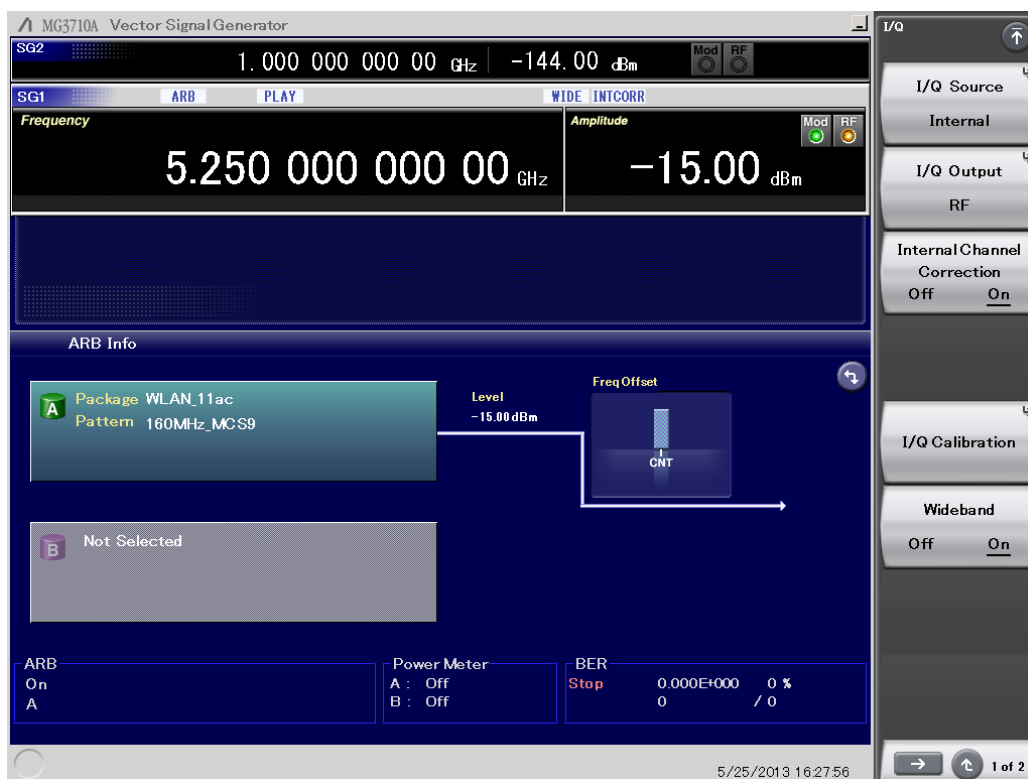 MG3710A Vector Signal Generator
SG2
1. 000 000 000 00 GHz -144. 00 dBm Mod RF
SG1 ARB PLAY WIDE INTCORR
Frequency Amplitude Mod RF
5.250 000 000 00 GHz -15.00 dBm
ARB Info
A Package WLAN_11ac
Pattern 160MHz_MCS9
Level
-15.00 dBm
Freq Offset
CNT
B Not Selected
ARB
On
A
Power Meter
A : Off
B : Off
BER
Stop 0.000E+000 0 %
0 / 0
5/25/2013 16:27:56
I/Q
I/Q Source
Internal
I/Q Output
RF
Internal Channel
Correction
Off On
I/Q Calibration
Wideband
Off On
1 of 2